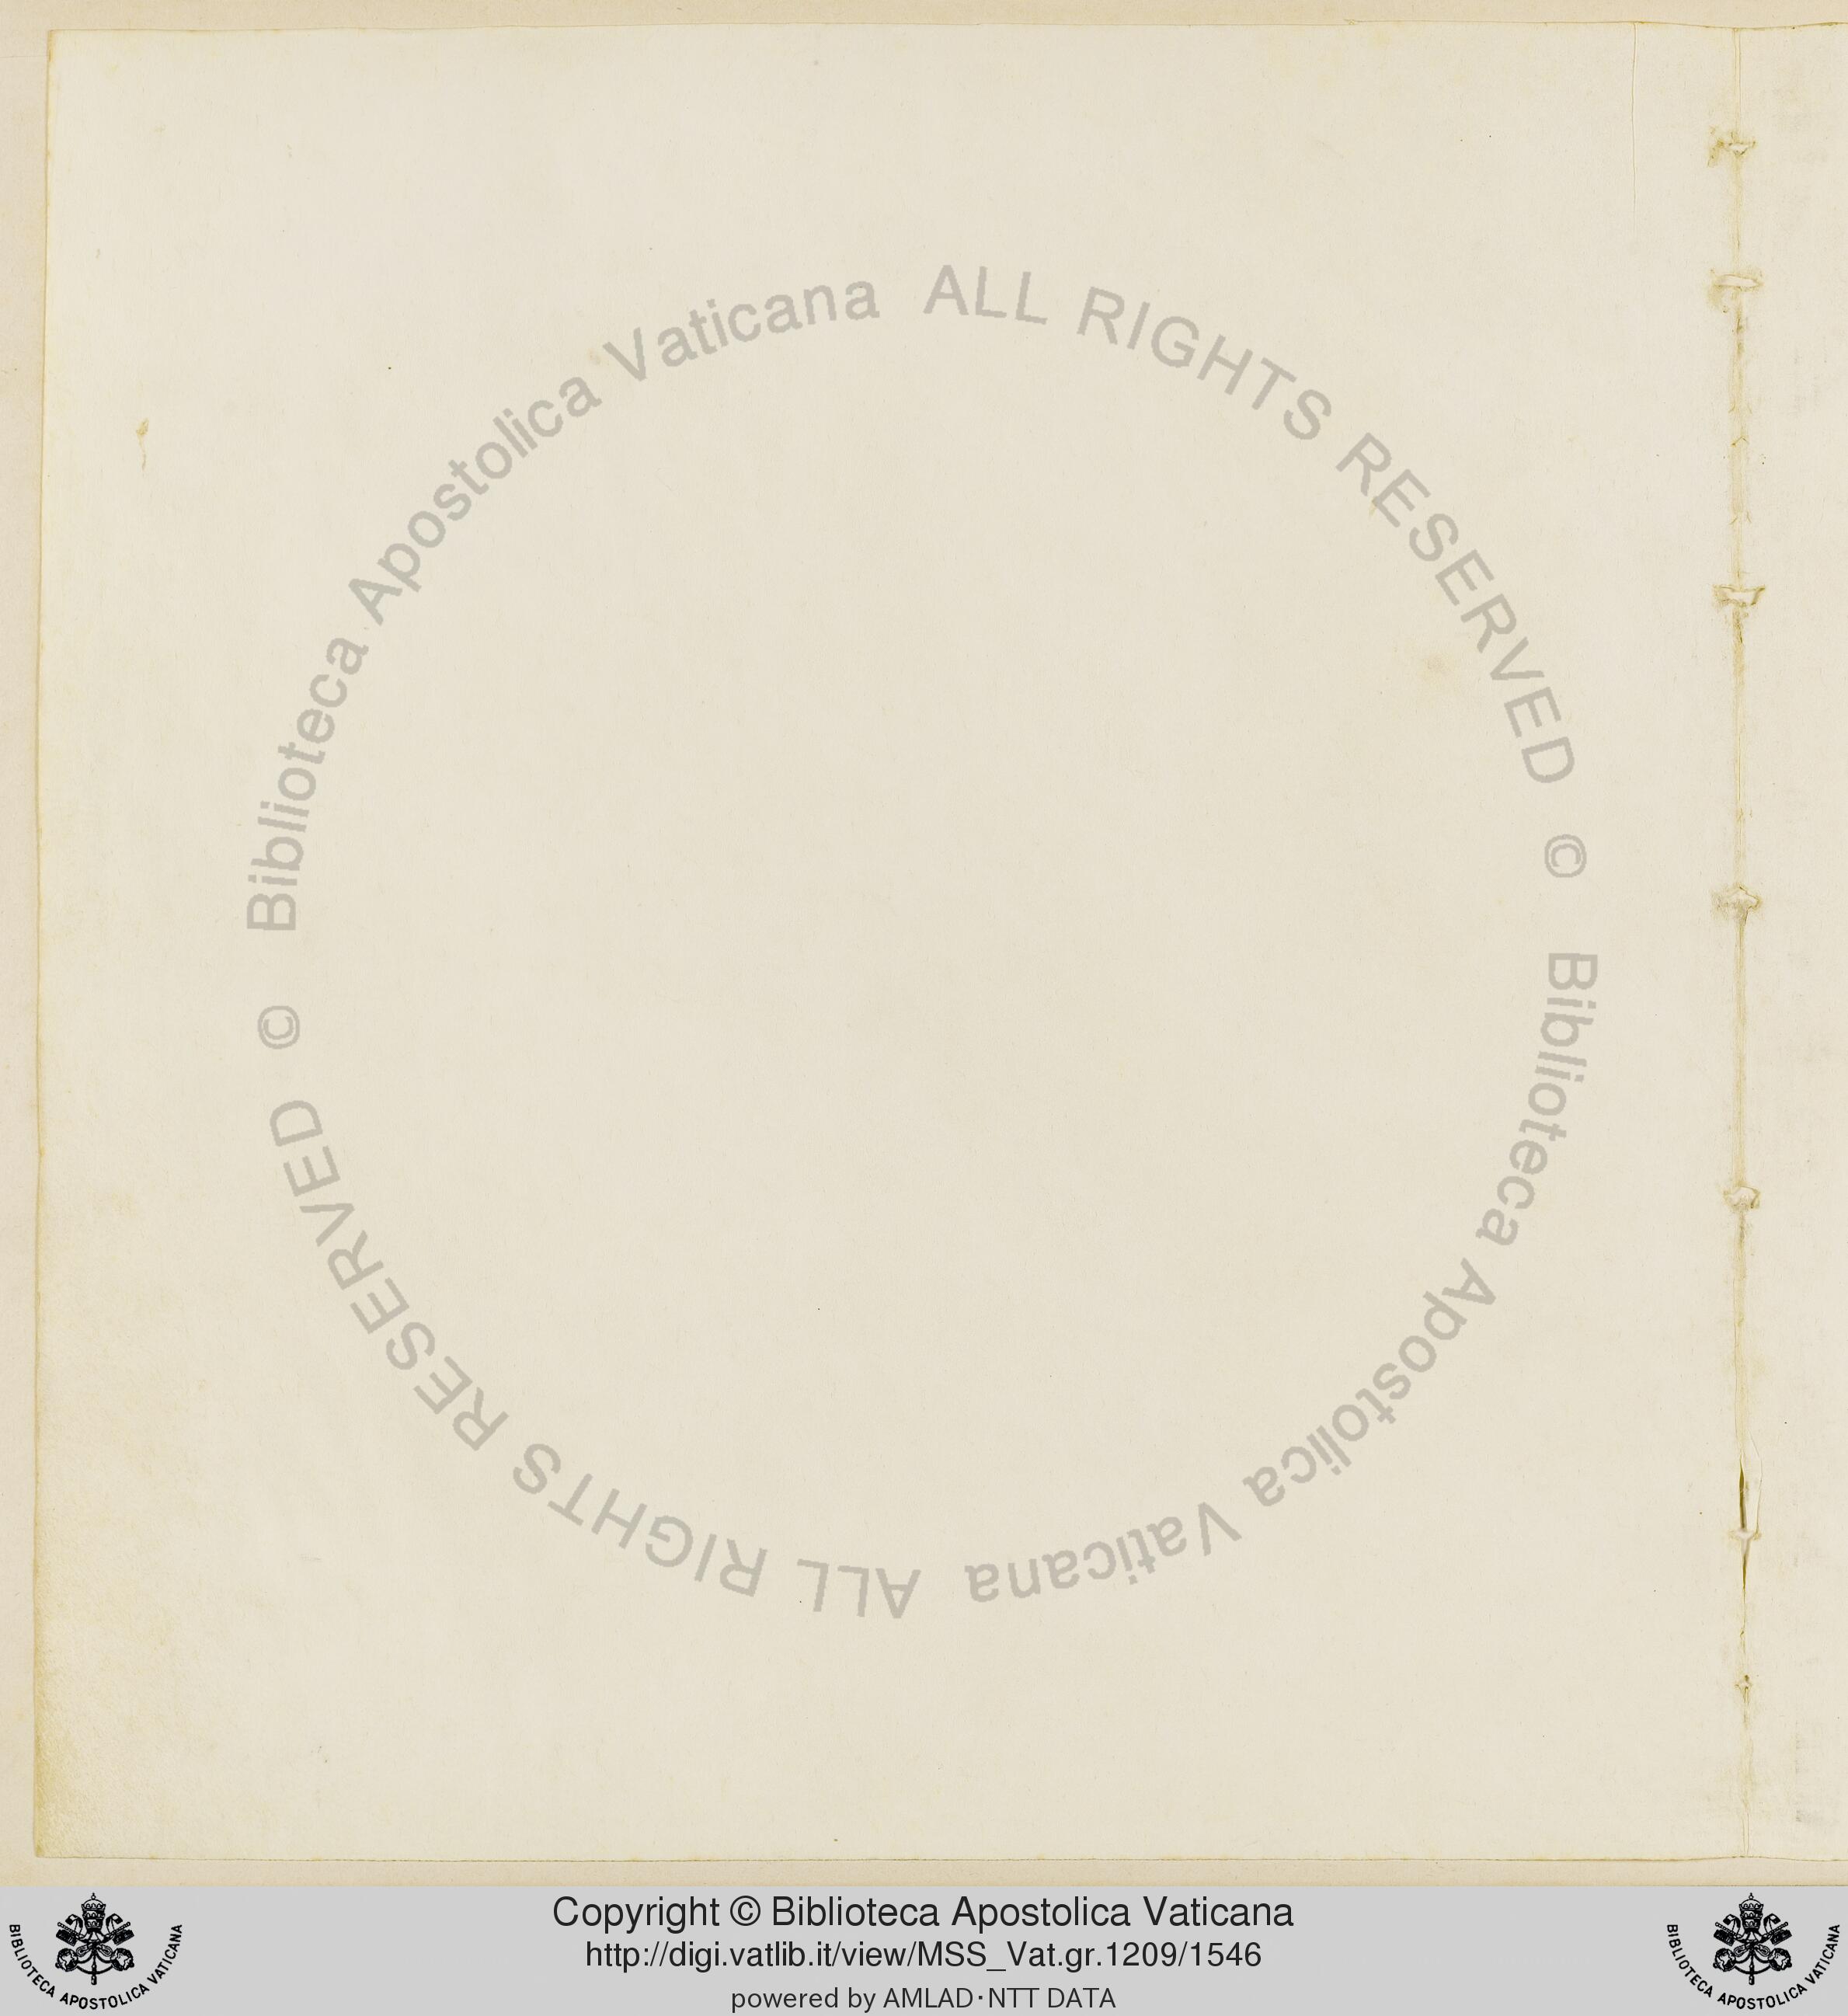 © Biblioteca Apostolica Vaticana ALL RIGHTS RESERVED
© Biblioteca Apostolica Vaticana ALL RIGHTS RESERVED
Copyright © Biblioteca Apostolica Vaticana
http://digi.vatlib.it/view/MSS_Vat.gr.1209/1546
powered by AMLAD·NTT DATA
BIBLIOTECA APOSTOLICA VATICANA
BIBLIOTECA APOSTOLICA VATICANA